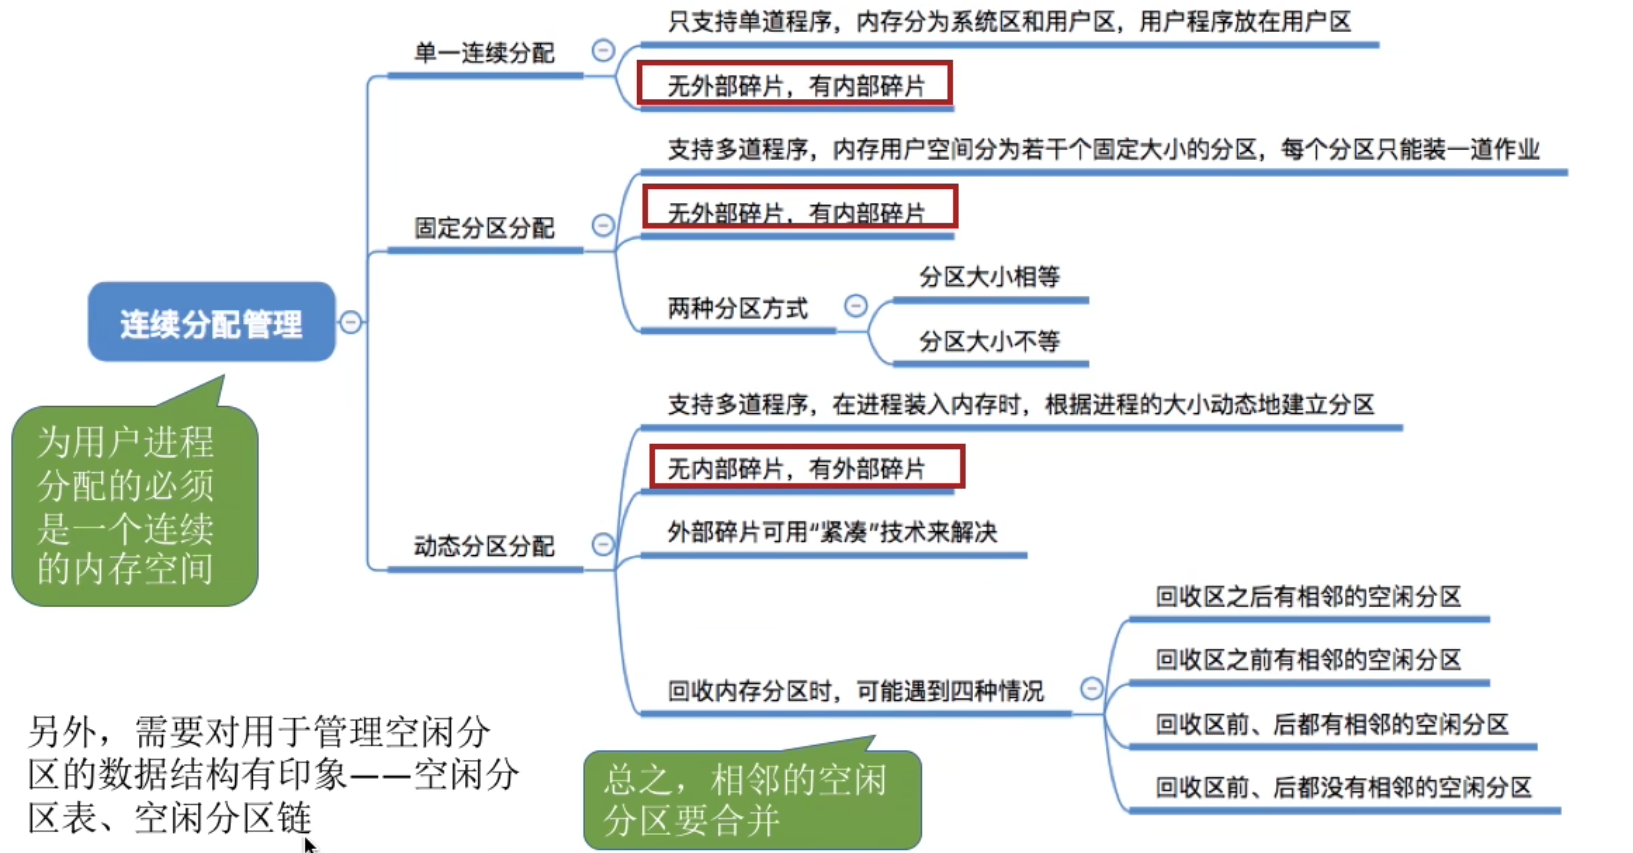 只支持单道程序，内存分为系统区和用户区，用户程序放在用户区
单一连续分配
无外部碎片，有内部碎片
支持多道程序，内存用户空间分为若干个固定大小的分区，每个分区只能装一道作业
无外部碎片，有内部碎片
固定分区分配
分区大小相等
两种分区方式
分区大小不等
连续分配管理
为用户进程
分配的必须
是一个连续
的内存空间
支持多道程序，在进程装入内存时，根据进程的大小动态地建立分区
无内部碎片，有外部碎片
外部碎片可用“紧凑”技术来解决
动态分区分配
回收区之后有相邻的空闲分区
回收区之前有相邻的空闲分区
回收内存分区时，可能遇到四种情况
回收区前、后都有相邻的空闲分区
回收区前、后都没有相邻的空闲分区
总之，相邻的空闲
分区要合并
另外，需要对用于管理空闲分
区的数据结构有印象——空闲分
区表、空闲分区链